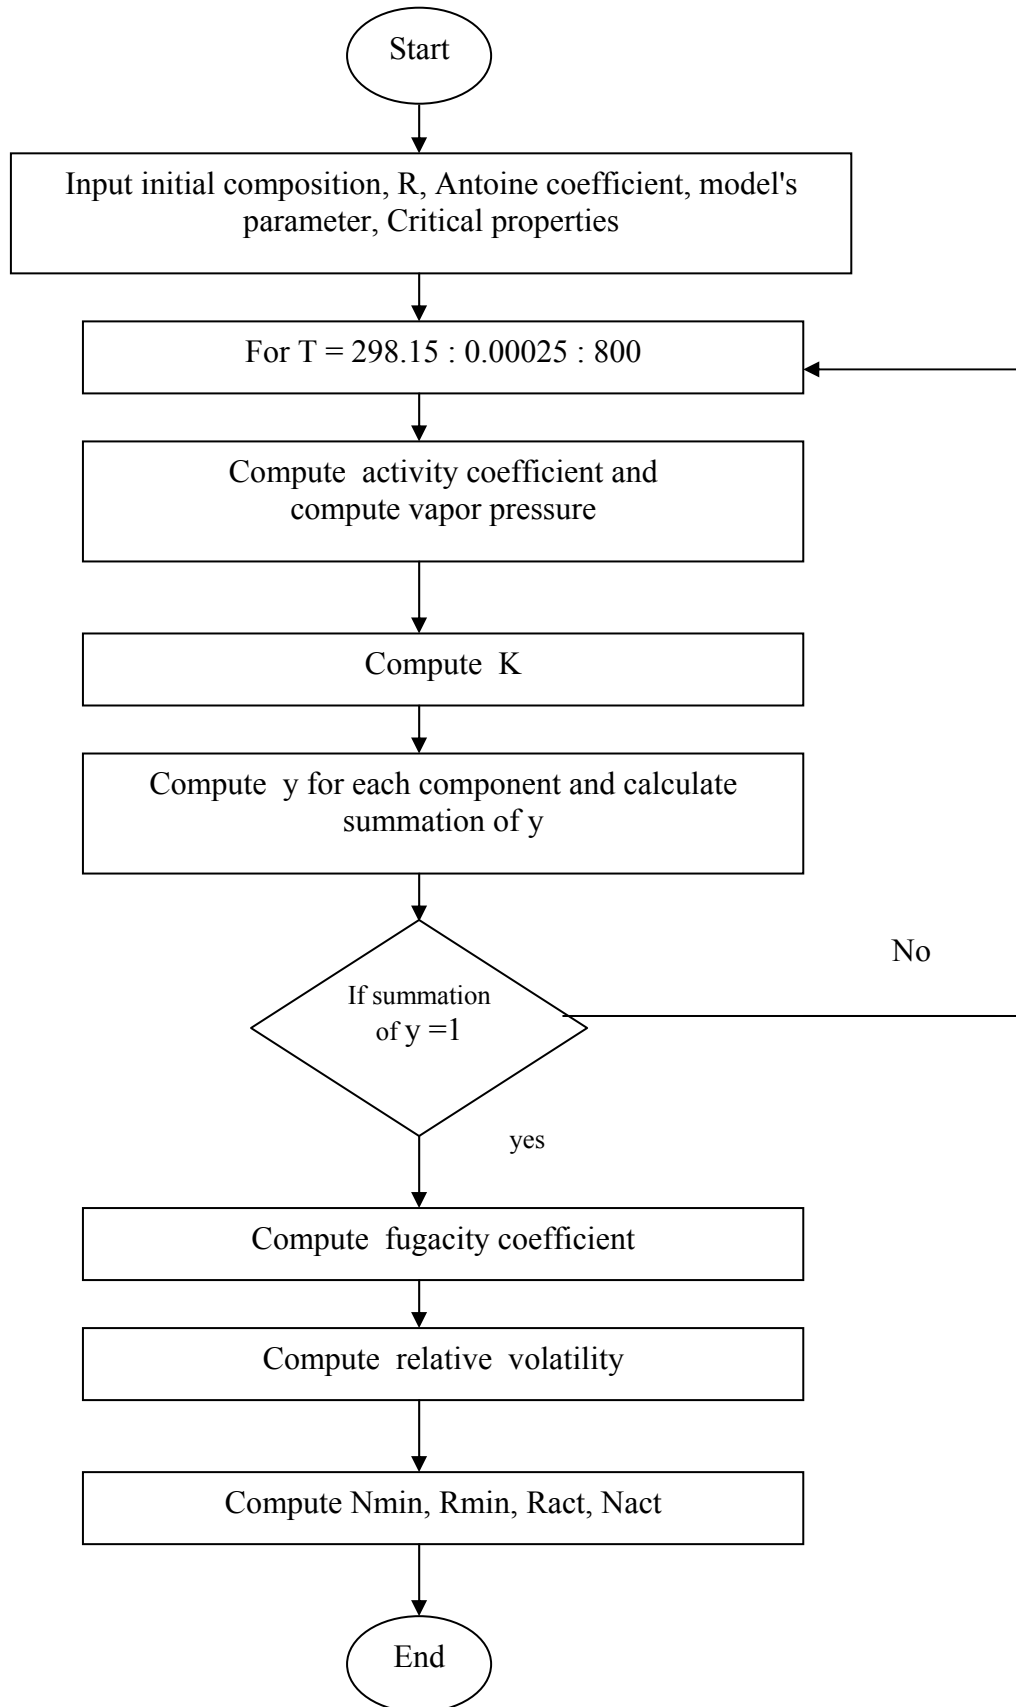 Start
Input initial composition, R, Antoine coefficient, model's
parameter, Critical properties
For T = 298.15 : 0.00025 : 800
Compute activity coefficient and
compute vapor pressure
Compute K
Compute y for each component and calculate
summation of y
If summation
of y =1
No
yes
Compute fugacity coefficient
Compute relative volatility
Compute Nmin, Rmin, Ract, Nact
End